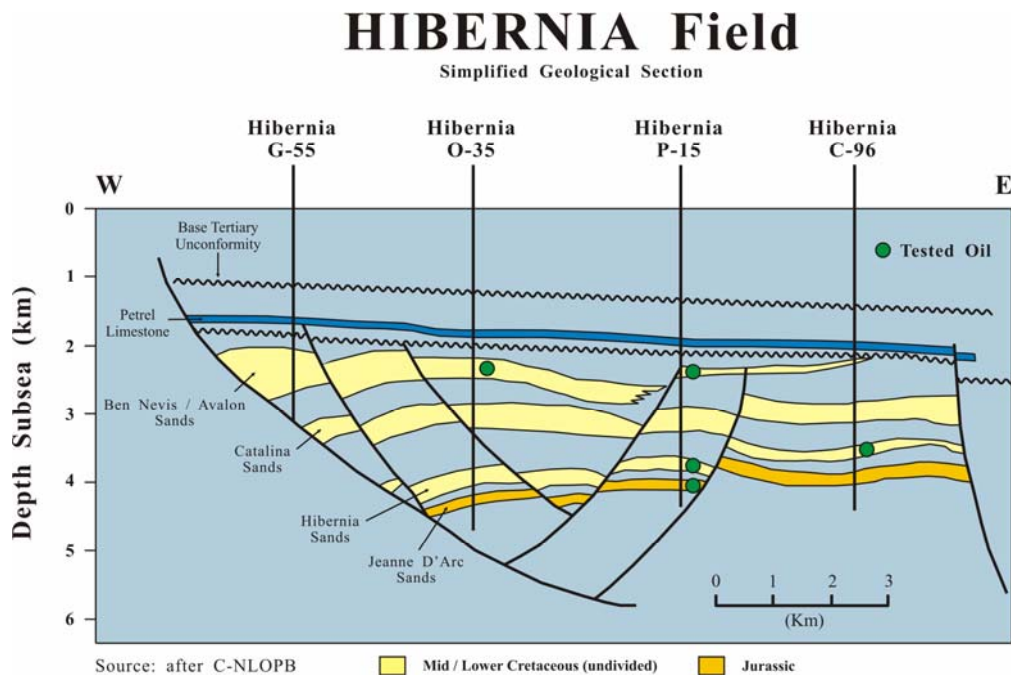 HIBERNIA Field
Simplified Geological Section
Hibernia
G-55
Hibernia
O-35
Hibernia
P-15
Hibernia
C-96
W
E
Depth Subsea (km)
0
1
2
3
4
5
6
Base Tertiary
Unconformity
Tested Oil
Petrel
Limestone
Ben Nevis / Avalon
Sands
Catalina
Sands
Hibernia
Sands
Jeanne D'Arc
Sands
0 1 2 3
(Km)
Source: after C-NLOPB
Mid / Lower Cretaceous (undivided)
Jurassic